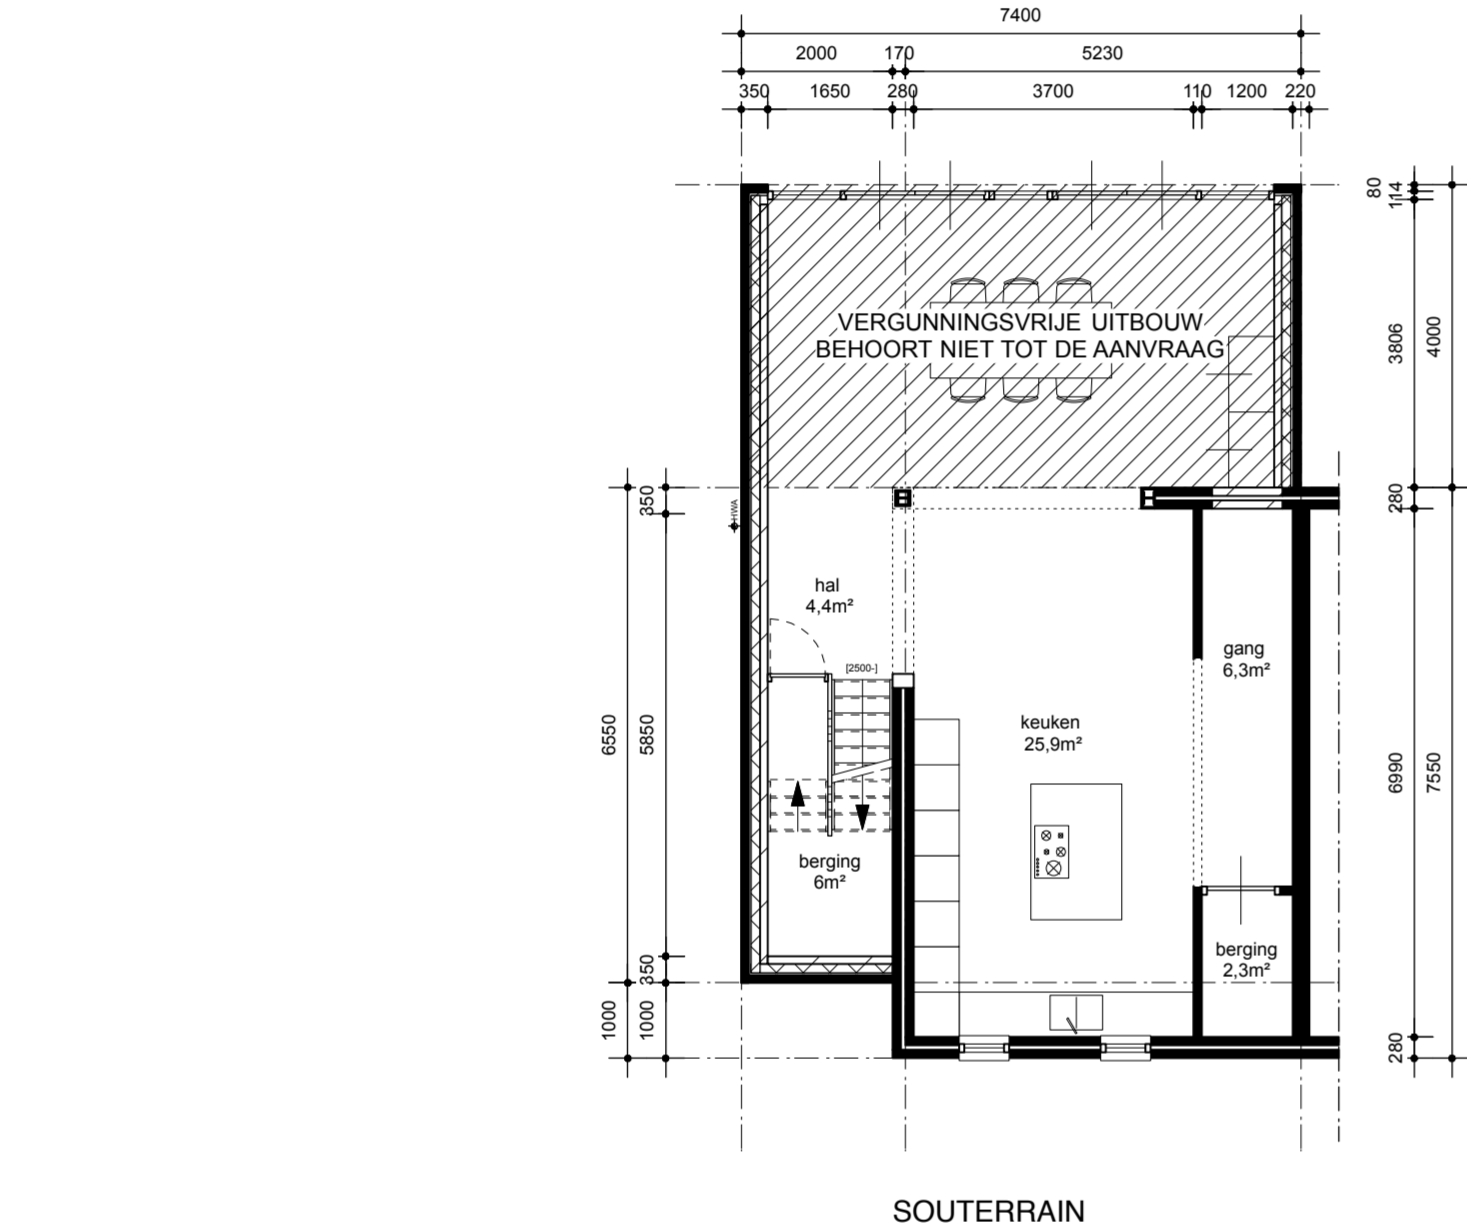 7400
2000 170 5230
350 1650 280 3700 110 1200 220
80
114
VERGUNNINGSVRIJE UITBOUW
BEHOORT NIET TOT DE AANVRAAG
3806
4000
350
HWA
280
hal
4,4m²
gang
6,3m²
[2500-]
keuken
25,9m²
6550
5850
6990
7550
berging
6m²
berging
2,3m²
350
1000
1000
280
SOUTERRAIN